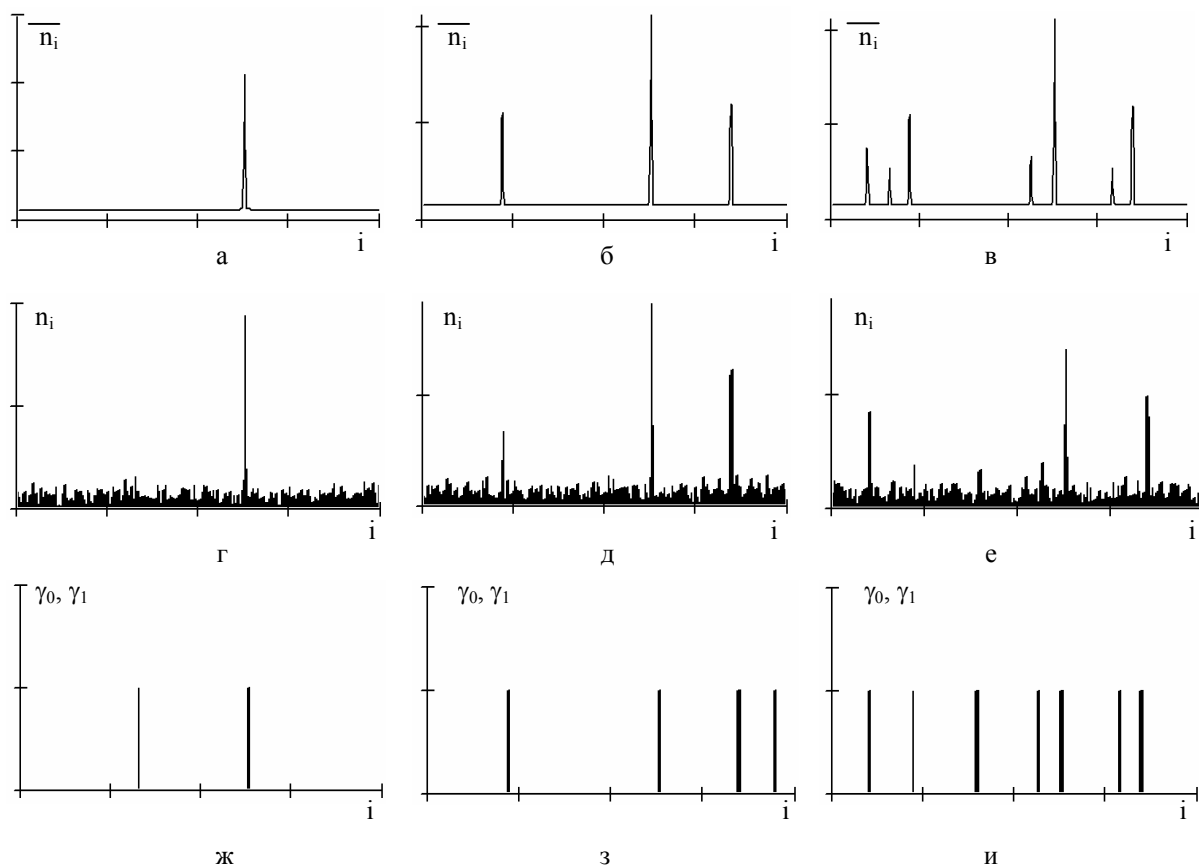 n̅ᵢ n̅ᵢ n̅ᵢ
i i i
а б в
nᵢ nᵢ nᵢ
i i i
г д е
γ₀, γ₁ γ₀, γ₁ γ₀, γ₁
i i i
ж з и